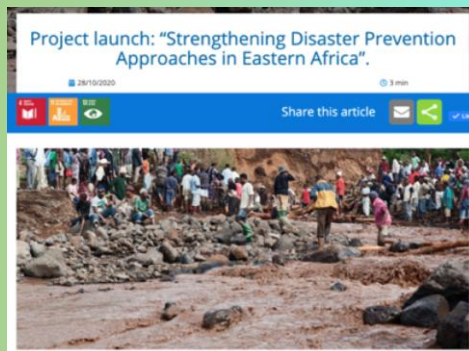 Project launch: “Strengthening Disaster Prevention
Approaches in Eastern Africa”.
28/10/2020
3 min
Share this article